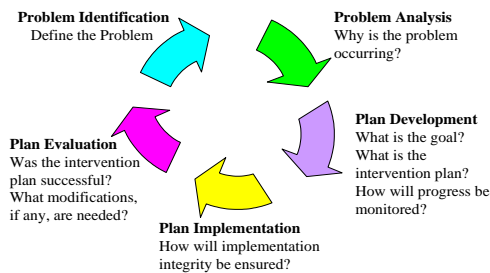 Problem Identification
Define the Problem
Problem Analysis
Why is the problem
occurring?
Plan Development
What is the goal?
What is the
intervention plan?
How will progress be
monitored?
Plan Implementation
How will implementation
integrity be ensured?
Plan Evaluation
Was the intervention
plan successful?
What modifications,
if any, are needed?